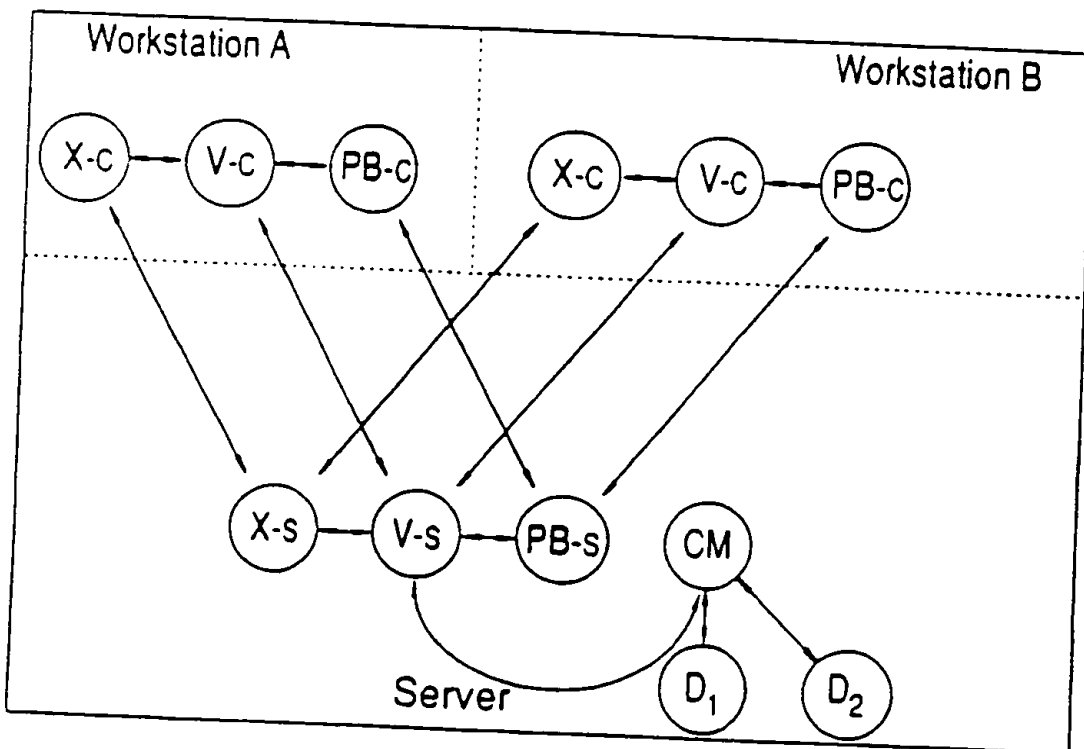 Workstation A
Workstation B
X-c V-c PB-c X-c V-c PB-c
X-s V-s PB-s CM
Server D₁ D₂